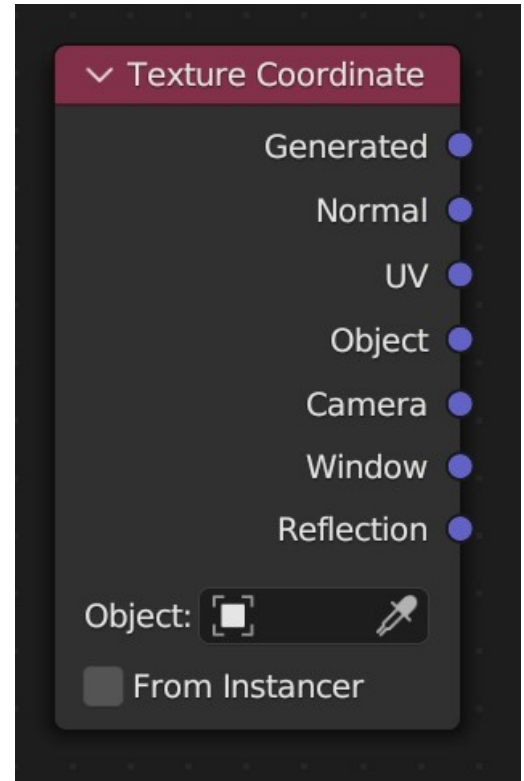 Texture Coordinate
Generated
Normal
UV
Object
Camera
Window
Reflection
Object:
From Instancer